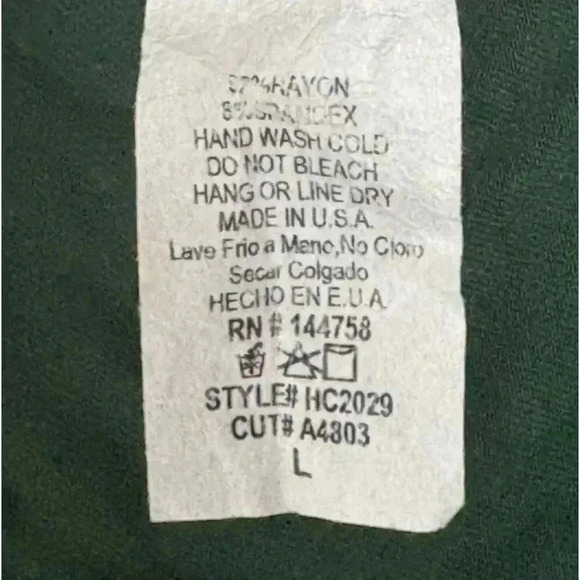 % RAYON
8% SPANDEX
HAND WASH COLD
DO NOT BLEACH
HANG OR LINE DRY
MADE IN U.S.A.
Lave Frio a Mano, No Cloro
Secar Colgado
HECHO EN E.U.A
RN # 144758
STYLE# HC2029
CUT# A4803
L